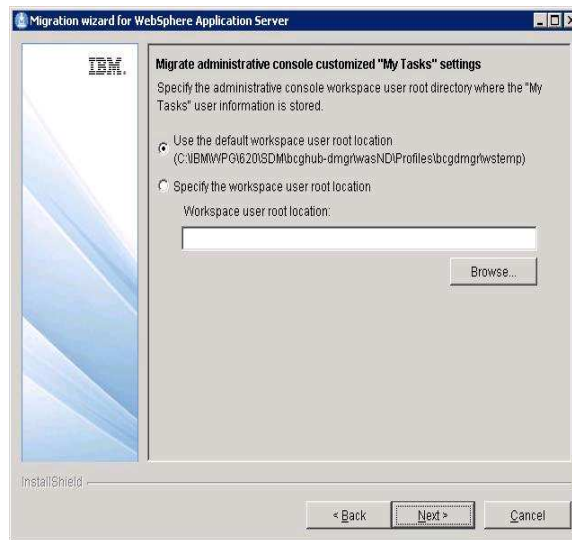 Migration wizard for WebSphere Application Server
IBM.
Migrate administrative console customized "My Tasks" settings
Specify the administrative console workspace user root directory where the "My
Tasks" user information is stored.
Use the default workspace user root location
(C:\IBM\WPG\620\SDM\bcghub-dmgr\wasND\Profiles\bcgdmgr\wstemp)
Specify the workspace user root location
Workspace user root location:
Browse...
InstallShield
< Back
Next >
Cancel